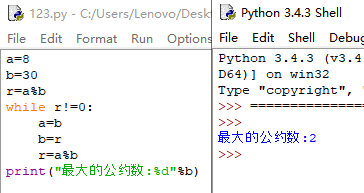 123.py - C:/Users/Lenovo/Desk
File Edit Format Run Options
a=8
b=30
r=a%b
while r!=0:
    a=b
    b=r
    r=a%b
print("最大的公约数:%d"%b)
Python 3.4.3 Shell
File Edit Shell Debug
Python 3.4.3 (v3.4
D64)] on win32
Type "copyright",
>>> ================
>>>
最大的公约数:2
>>>